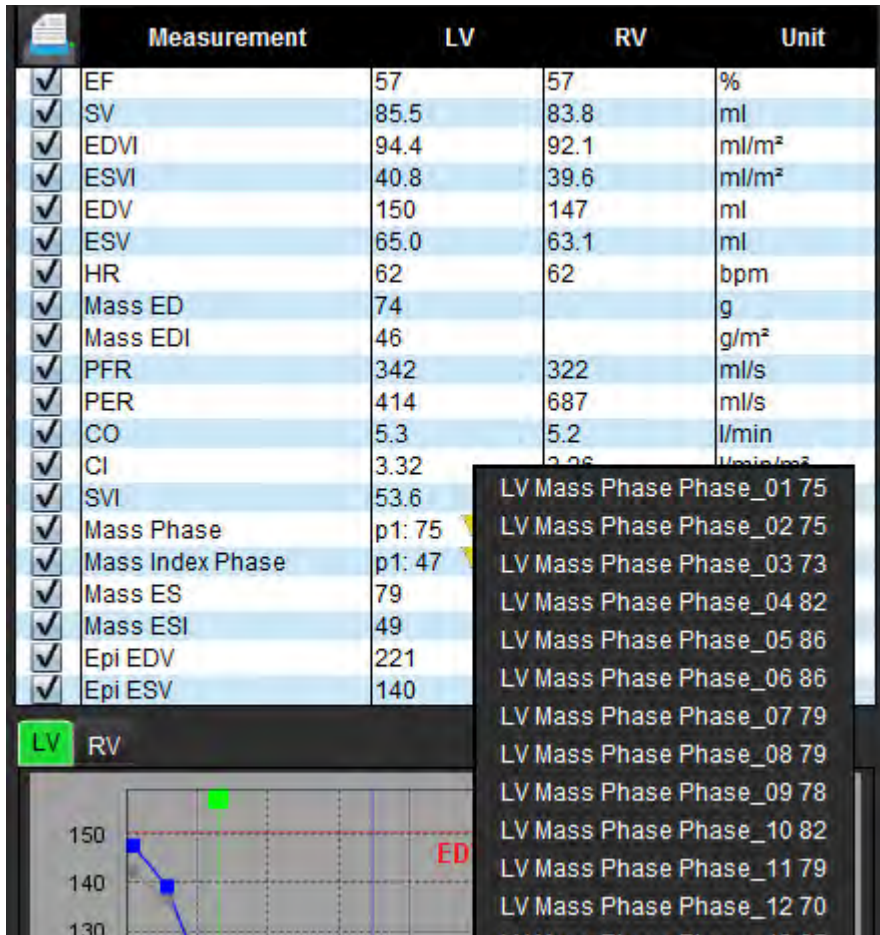 Measurement LV RV Unit
EF 57 57 %
SV 85.5 83.8 ml
EDVI 94.4 92.1 ml/m²
ESVI 40.8 39.6 ml/m²
EDV 150 147 ml
ESV 65.0 63.1 ml
HR 62 62 bpm
Mass ED 74 g
Mass EDI 46 g/m²
PFR 342 322 ml/s
PER 414 687 ml/s
CO 5.3 5.2 l/min
CI 3.32
SVI 53.6
Mass Phase p1: 75
Mass Index Phase p1: 47
Mass ES 79
Mass ESI 49
Epi EDV 221
Epi ESV 140
LV Mass Phase Phase_01 75
LV Mass Phase Phase_02 75
LV Mass Phase Phase_03 73
LV Mass Phase Phase_04 82
LV Mass Phase Phase_05 86
LV Mass Phase Phase_06 86
LV Mass Phase Phase_07 79
LV Mass Phase Phase_08 79
LV Mass Phase Phase_09 78
LV Mass Phase Phase_10 82
LV Mass Phase Phase_11 79
LV Mass Phase Phase_12 70
LV RV
150
ED
140
130